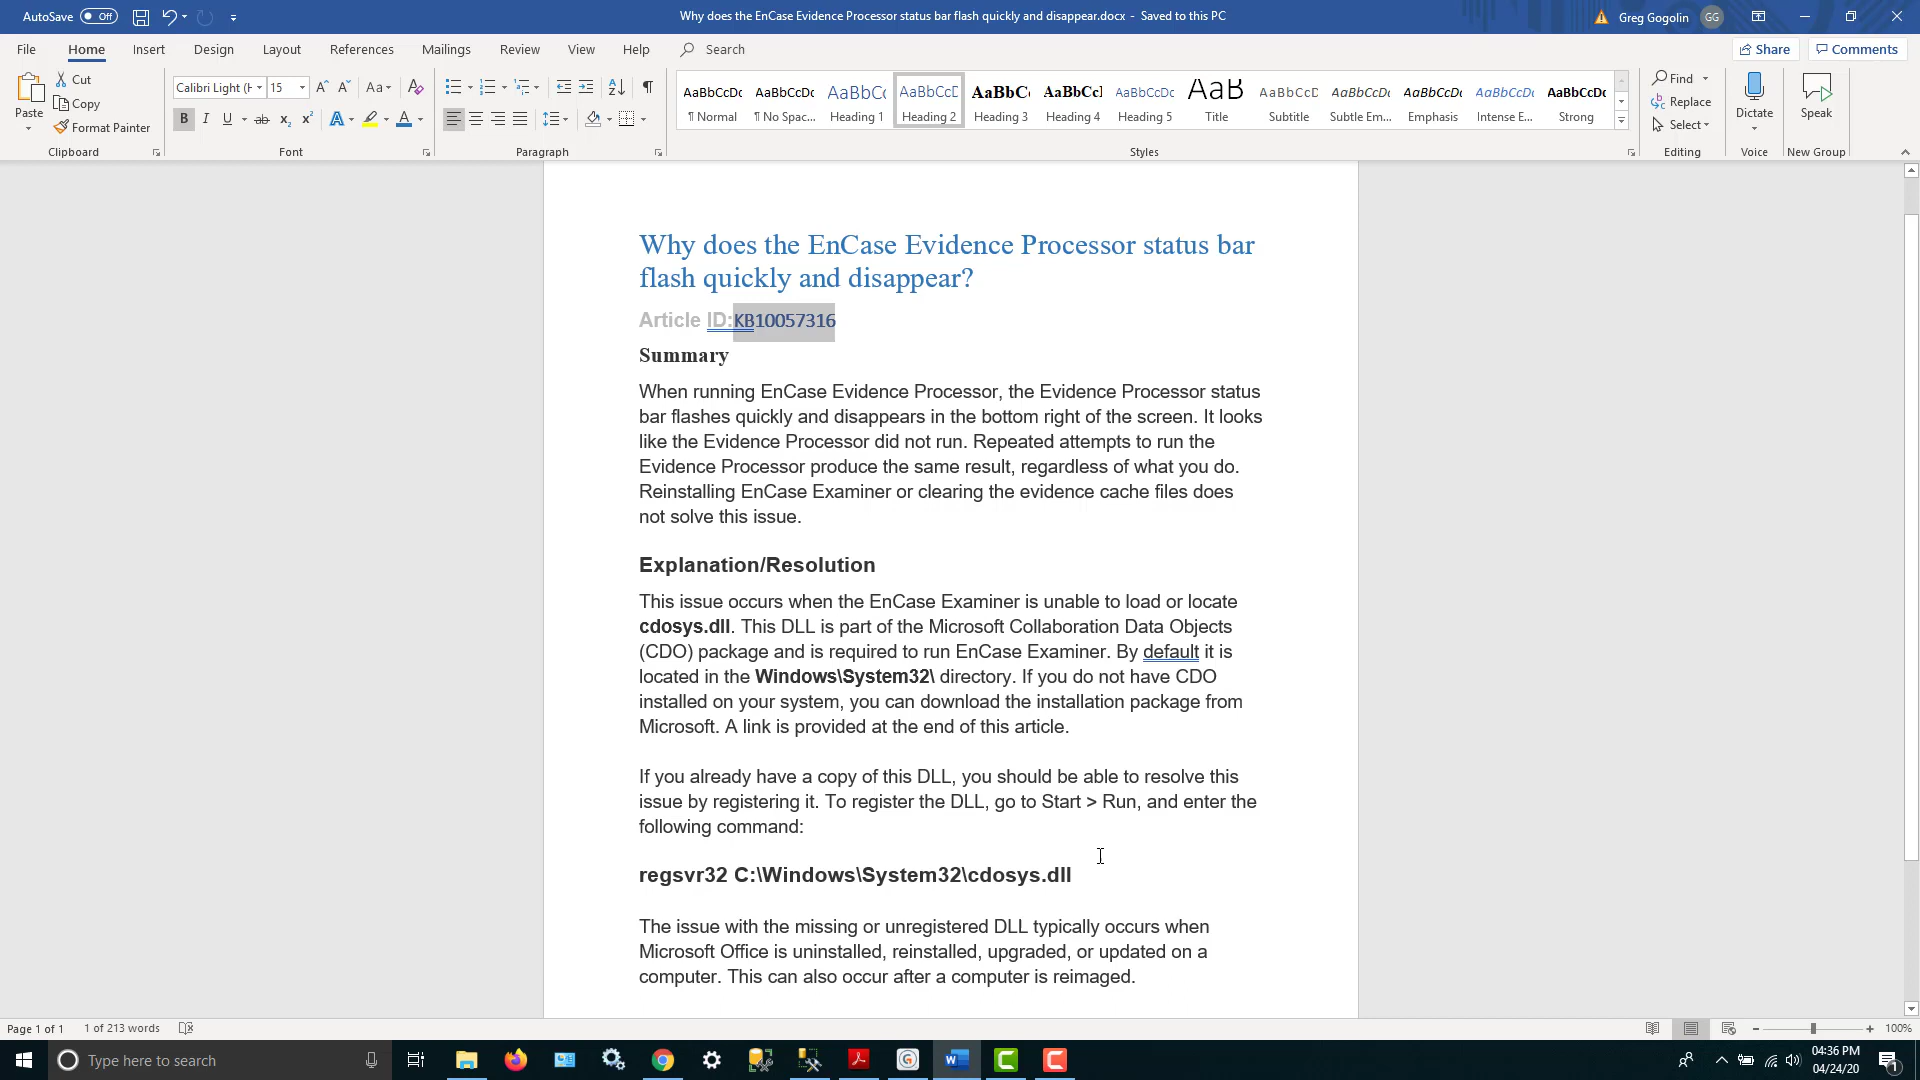 AutoSave Off
Why does the EnCase Evidence Processor status bar flash quickly and disappear.docx - Saved to this PC
Greg Gogolin GG
File Home Insert Design Layout References Mailings Review View Help Search
Share Comments
Paste
Cut
Copy
Format Painter
Clipboard
Calibri Light (H 15
Aa
B I U ab x₂ x² A A
Font
Paragraph
AaBbCcDc ¶ Normal
AaBbCcDc ¶ No Spac...
AaBbCc Heading 1
AaBbCcD Heading 2
AaBbC Heading 3
AaBbCcI Heading 4
AaBbCcDc Heading 5
AaB Title
AaBbCcD Subtitle
AaBbCcDc Subtle Em...
AaBbCcDc Emphasis
AaBbCcDc Intense E...
AaBbCcDc Strong
Styles
Find
Replace
Select
Editing
Dictate
Voice
Speak
New Group
Why does the EnCase Evidence Processor status bar
flash quickly and disappear?
Article ID:KB10057316
Summary
When running EnCase Evidence Processor, the Evidence Processor status
bar flashes quickly and disappears in the bottom right of the screen. It looks
like the Evidence Processor did not run. Repeated attempts to run the
Evidence Processor produce the same result, regardless of what you do.
Reinstalling EnCase Examiner or clearing the evidence cache files does
not solve this issue.
Explanation/Resolution
This issue occurs when the EnCase Examiner is unable to load or locate
cdosys.dll. This DLL is part of the Microsoft Collaboration Data Objects
(CDO) package and is required to run EnCase Examiner. By default it is
located in the Windows\System32\ directory. If you do not have CDO
installed on your system, you can download the installation package from
Microsoft. A link is provided at the end of this article.
If you already have a copy of this DLL, you should be able to resolve this
issue by registering it. To register the DLL, go to Start > Run, and enter the
following command:
regsvr32 C:\Windows\System32\cdosys.dll
The issue with the missing or unregistered DLL typically occurs when
Microsoft Office is uninstalled, reinstalled, upgraded, or updated on a
computer. This can also occur after a computer is reimaged.
Page 1 of 1 1 of 213 words
100%
Type here to search
04:36 PM
04/24/20
1